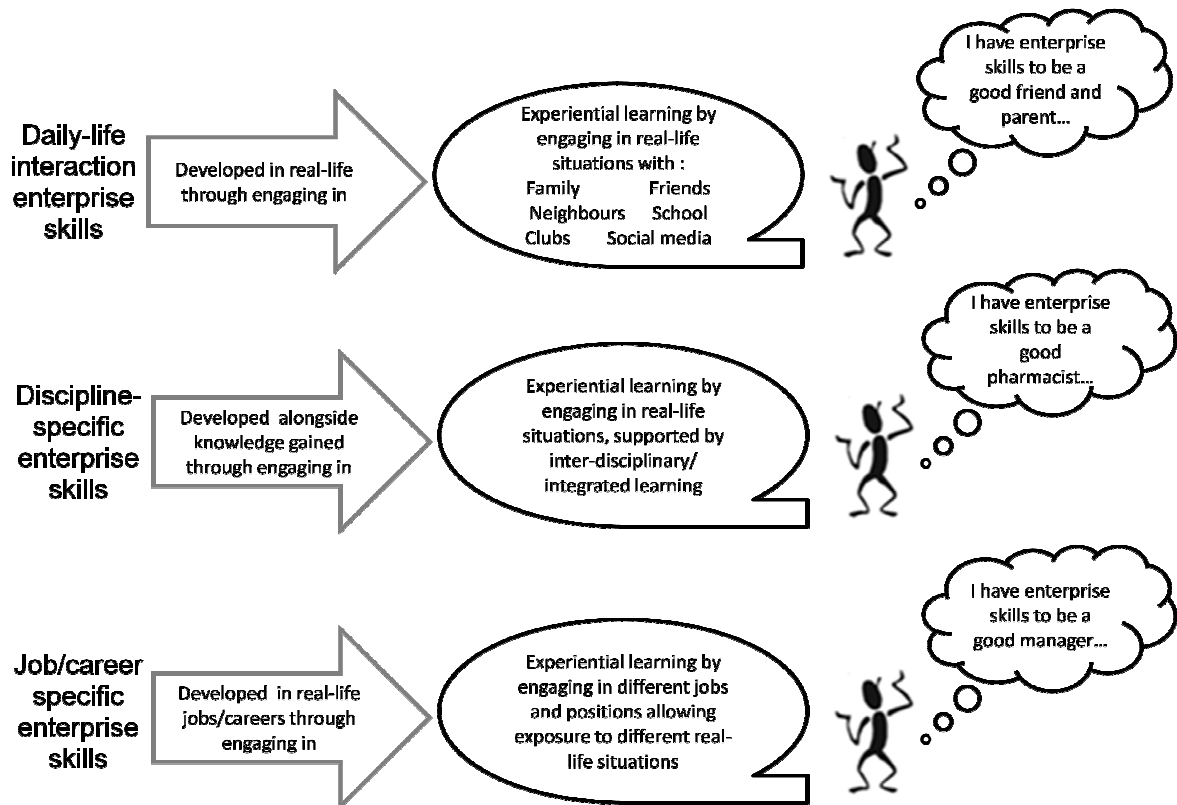 Daily-life
interaction
enterprise
skills
Developed in real-life
through engaging in
Experiential learning by
engaging in real-life
situations with :
Family Friends
Neighbours School
Clubs Social media
I have enterprise
skills to be a
good friend and
parent...
Discipline-
specific
enterprise
skills
Developed alongside
knowledge gained
through engaging in
Experiential learning by
engaging in real-life
situations, supported by
inter-disciplinary/
integrated learning
I have enterprise
skills to be a
good
pharmacist...
Job/career
specific
enterprise
skills
Developed in real-life
jobs/careers through
engaging in
Experiential learning by
engaging in different jobs
and positions allowing
exposure to different real-
life situations
I have enterprise
skills to be a
good manager...